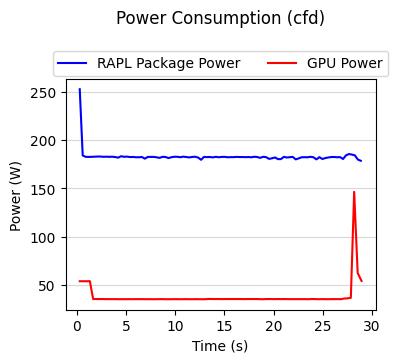 Power Consumption (cfd)
RAPL Package Power GPU Power
250
200
150
100
50
Power (W)
0 5 10 15 20 25 30
Time (s)